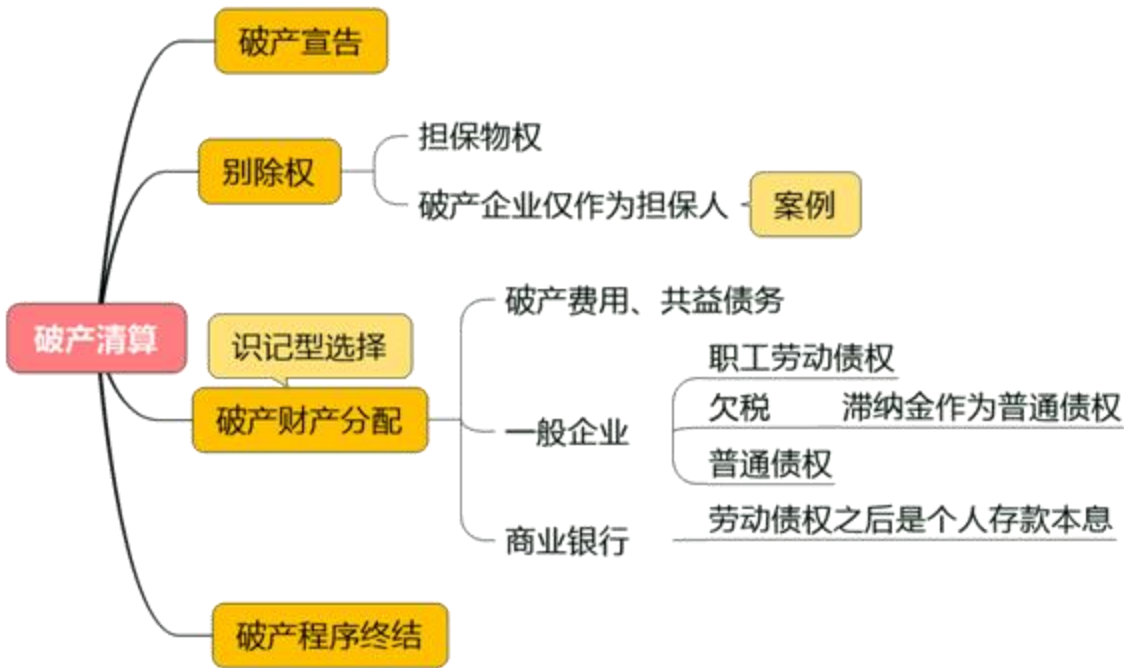 破产宣告
别除权
担保物权
破产企业仅作为担保人
案例
破产清算
识记型选择
破产财产分配
破产费用、共益债务
一般企业
职工劳动债权
欠税 滞纳金作为普通债权
普通债权
商业银行
劳动债权之后是个人存款本息
破产程序终结